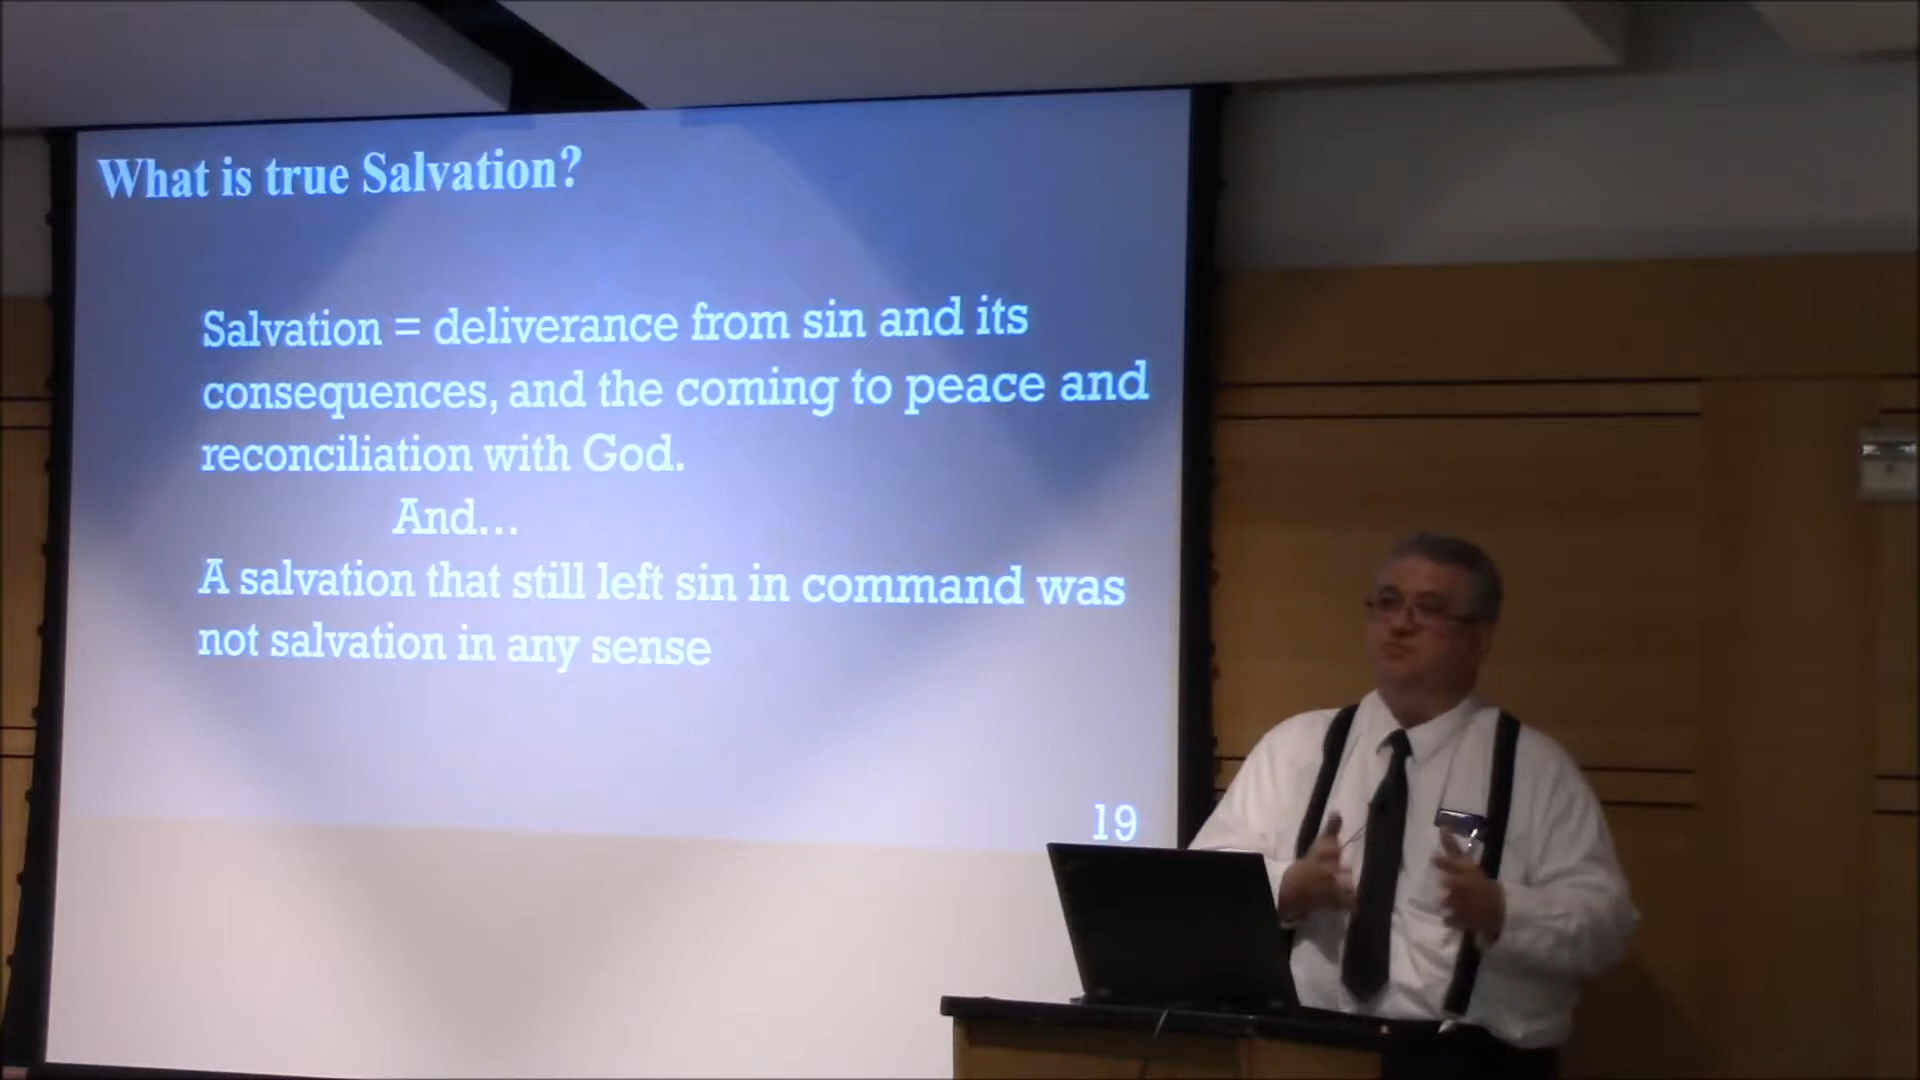 What is true Salvation?
Salvation = deliverance from sin and its
consequences, and the coming to peace and
reconciliation with God.
And...
A salvation that still left sin in command was
not salvation in any sense
19